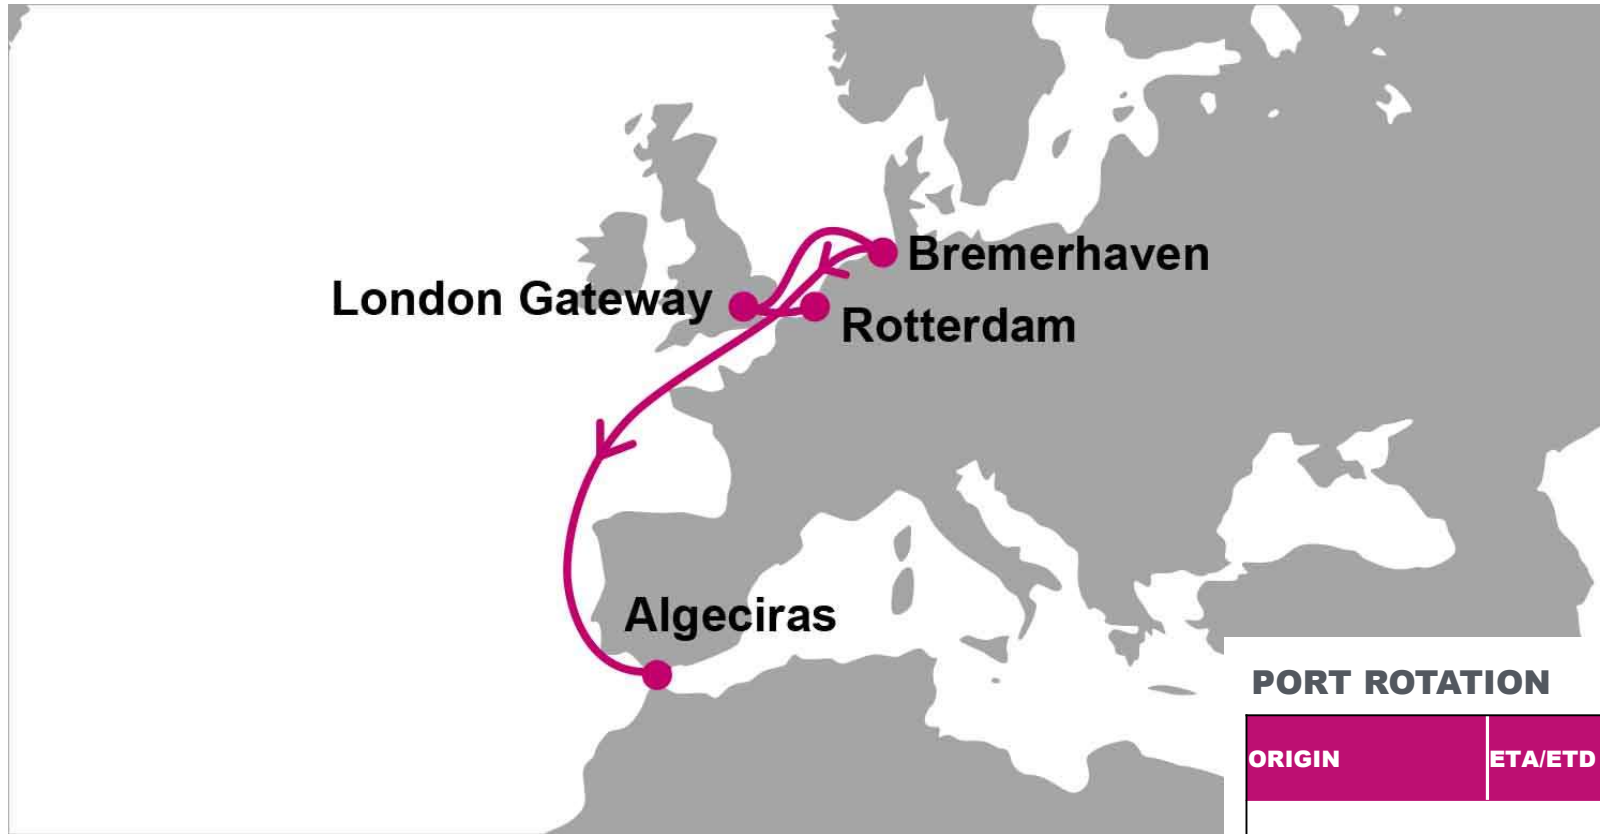 Bremerhaven
London Gateway
Rotterdam
Algeciras
PORT ROTATION
ORIGIN
ETA/ETD